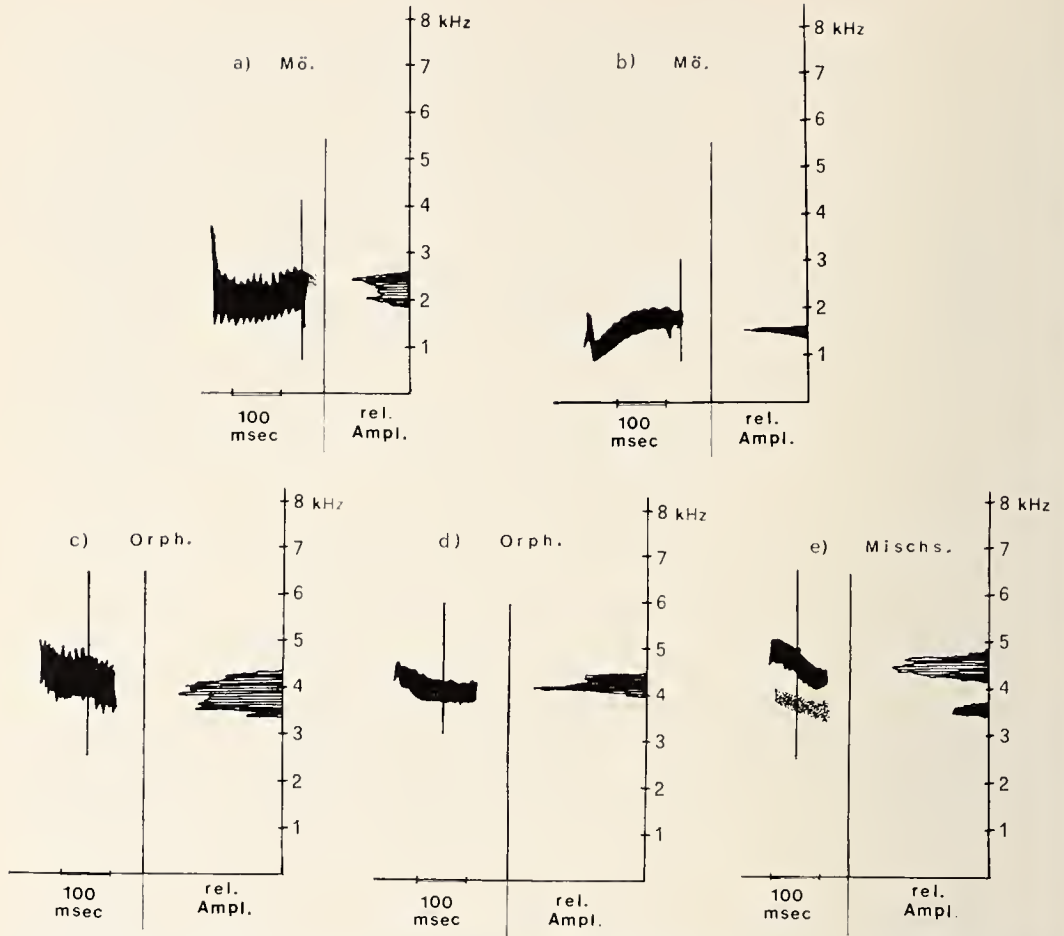 8 kHz
a) Mö.
7
6
5
4
3
2
1
100
msec
rel.
Ampl.
8 kHz
b) Mö.
7
6
5
4
3
2
1
100
msec
rel.
Ampl.
8 kHz
c) Orph.
7
6
5
4
3
2
1
100
msec
rel.
Ampl.
8 kHz
d) Orph.
7
6
5
4
3
2
1
100
msec
rel.
Ampl.
8 kHz
e) Mischs.
7
6
5
4
3
2
1
100
msec
rel.
Ampl.